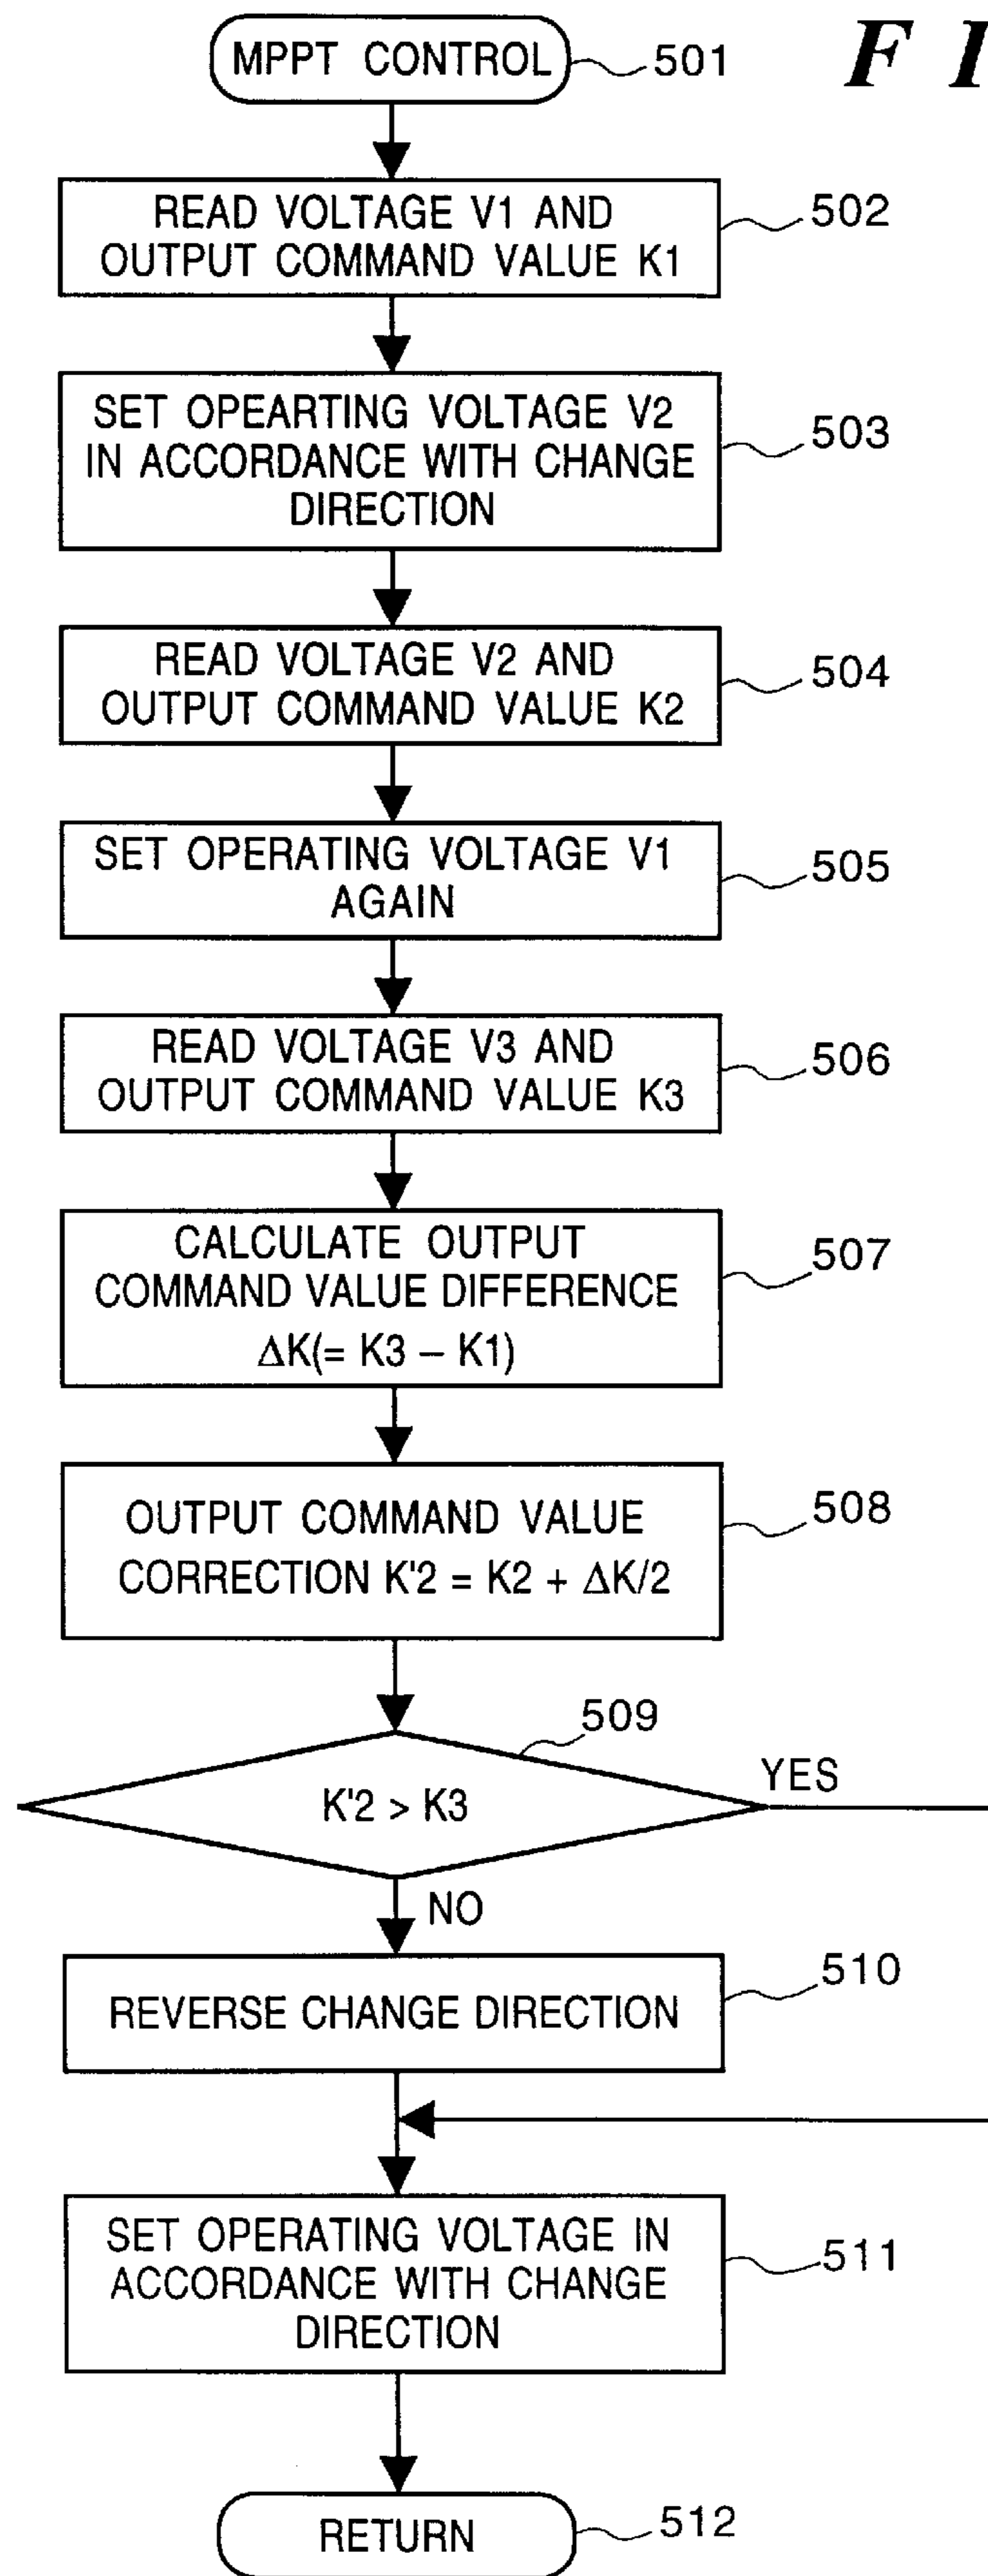 F I
MPPT CONTROL
501
READ VOLTAGE V1 AND
OUTPUT COMMAND VALUE K1
502
SET OPEARTING VOLTAGE V2
IN ACCORDANCE WITH CHANGE
DIRECTION
503
READ VOLTAGE V2 AND
OUTPUT COMMAND VALUE K2
504
SET OPERATING VOLTAGE V1
AGAIN
505
READ VOLTAGE V3 AND
OUTPUT COMMAND VALUE K3
506
CALCULATE OUTPUT
COMMAND VALUE DIFFERENCE
ΔK(= K3 – K1)
507
OUTPUT COMMAND VALUE
CORRECTION K'2 = K2 + ΔK/2
508
509
K'2 > K3
YES
NO
REVERSE CHANGE DIRECTION
510
SET OPERATING VOLTAGE IN
ACCORDANCE WITH CHANGE
DIRECTION
511
RETURN
512